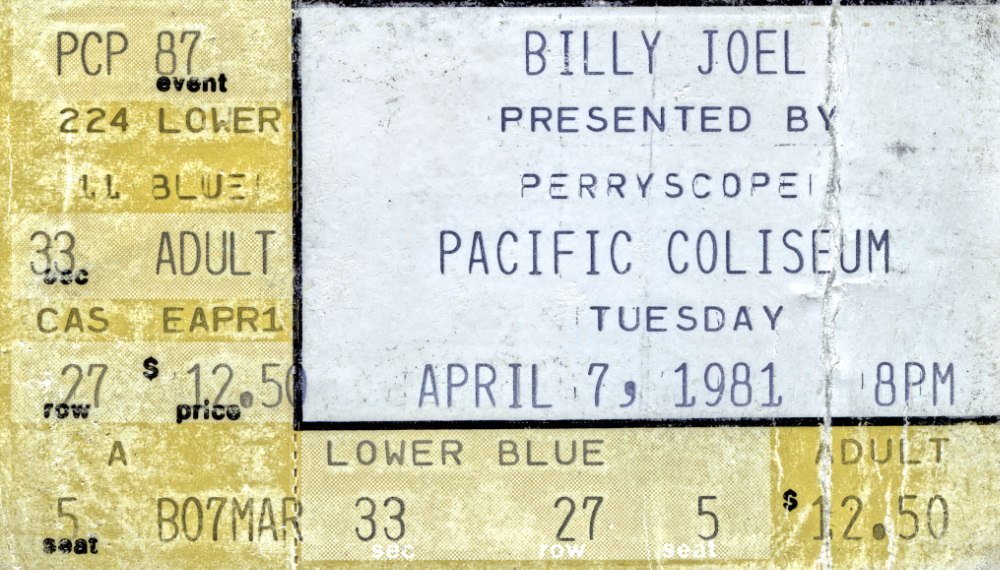 PCP 87
event
224 LOWER
11 BLUE
33 ADULT
sec
CAS EAPR1
27 $ 12.50
row price
A
5 B07MAR
seat
BILLY JOEL
PRESENTED BY
PERRYSCOPE
PACIFIC COLISEUM
TUESDAY
APRIL 7, 1981 8PM
LOWER BLUE ADULT
33 27 5 $12.50
sec row seat